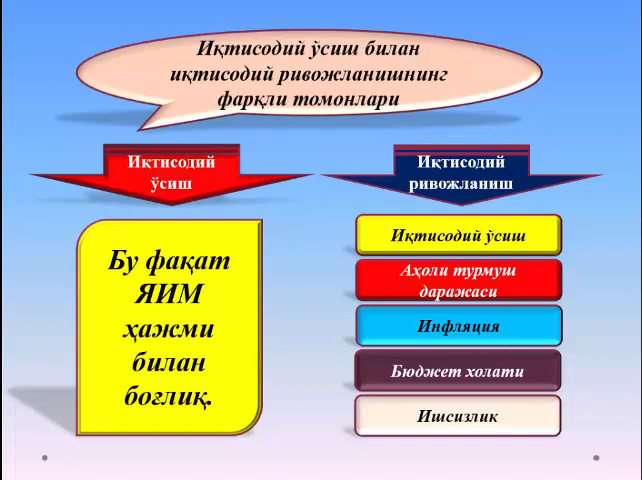 Иқтисодий ўсиш билан
иқтисодий ривожланишнинг
фарқли томонлари
Иқтисодий
ўсиш
Бу фақат
ЯИМ
ҳажми
билан
боғлиқ.
Иқтисодий
ривожланиш
Иқтисодий ўсиш
Аҳоли турмуш
даражаси
Инфляция
Бюджет холати
Ишсизлик